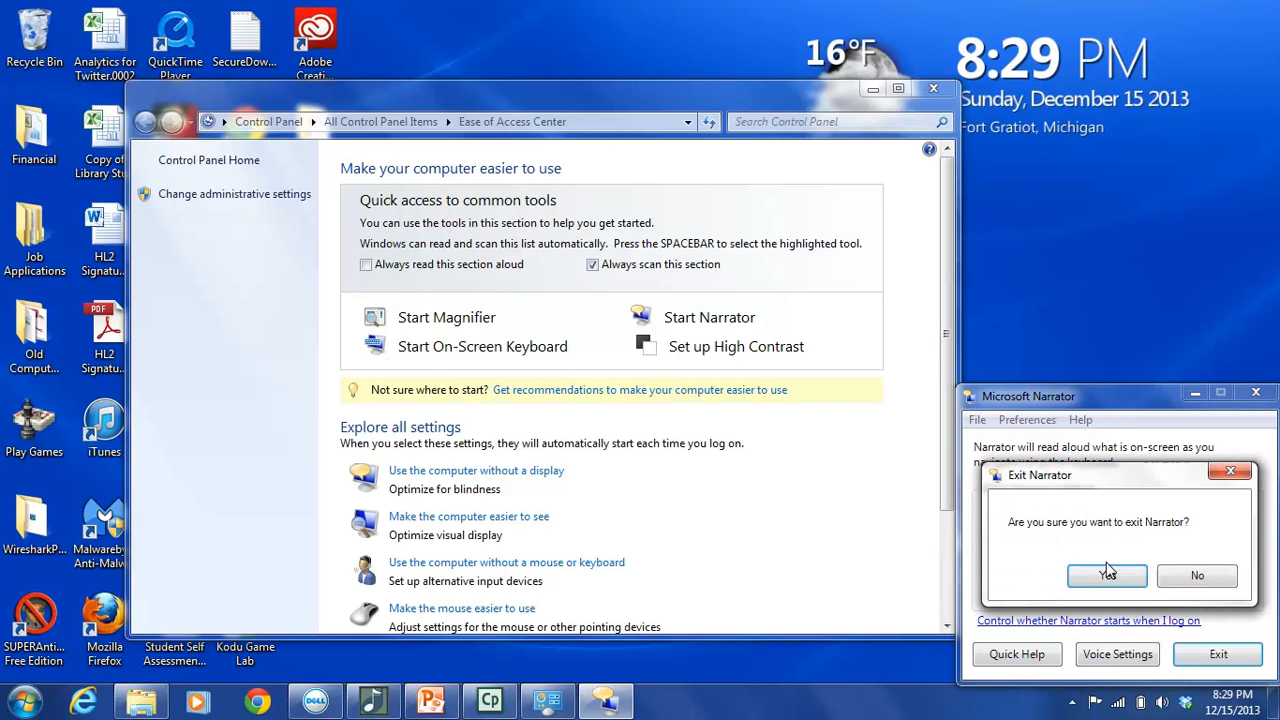 Recycle Bin
Analytics for Twitter.0002
QuickTime Player
SecureDow...
Adobe Creati...
16°F
8:29 PM
Sunday, December 15 2013
Fort Gratiot, Michigan
Financial
Copy of Library Stu
Job Applications
HL2 Signatu
Old Comput...
PDF
HL2 Signatu
Play Games
iTunes
WiresharkP...
Malwareby Anti-Malw
SUPERAnti... Free Edition
Mozilla Firefox
Student Self Assessmen...
Kodu Game Lab
Control Panel
All Control Panel Items
Ease of Access Center
Search Control Panel
Control Panel Home
Change administrative settings
Make your computer easier to use
Quick access to common tools
You can use the tools in this section to help you get started.
Windows can read and scan this list automatically. Press the SPACEBAR to select the highlighted tool.
Always read this section aloud
Always scan this section
Start Magnifier
Start Narrator
Start On-Screen Keyboard
Set up High Contrast
Not sure where to start? Get recommendations to make your computer easier to use
Explore all settings
When you select these settings, they will automatically start each time you log on.
Use the computer without a display
Optimize for blindness
Make the computer easier to see
Optimize visual display
Use the computer without a mouse or keyboard
Set up alternative input devices
Make the mouse easier to use
Adjust settings for the mouse or other pointing devices
Microsoft Narrator
File Preferences Help
Narrator will read aloud what is on-screen as you
Exit Narrator
Are you sure you want to exit Narrator?
Yes
No
Control whether Narrator starts when I log on
Quick Help
Voice Settings
Exit
Cp
8:29 PM
12/15/2013